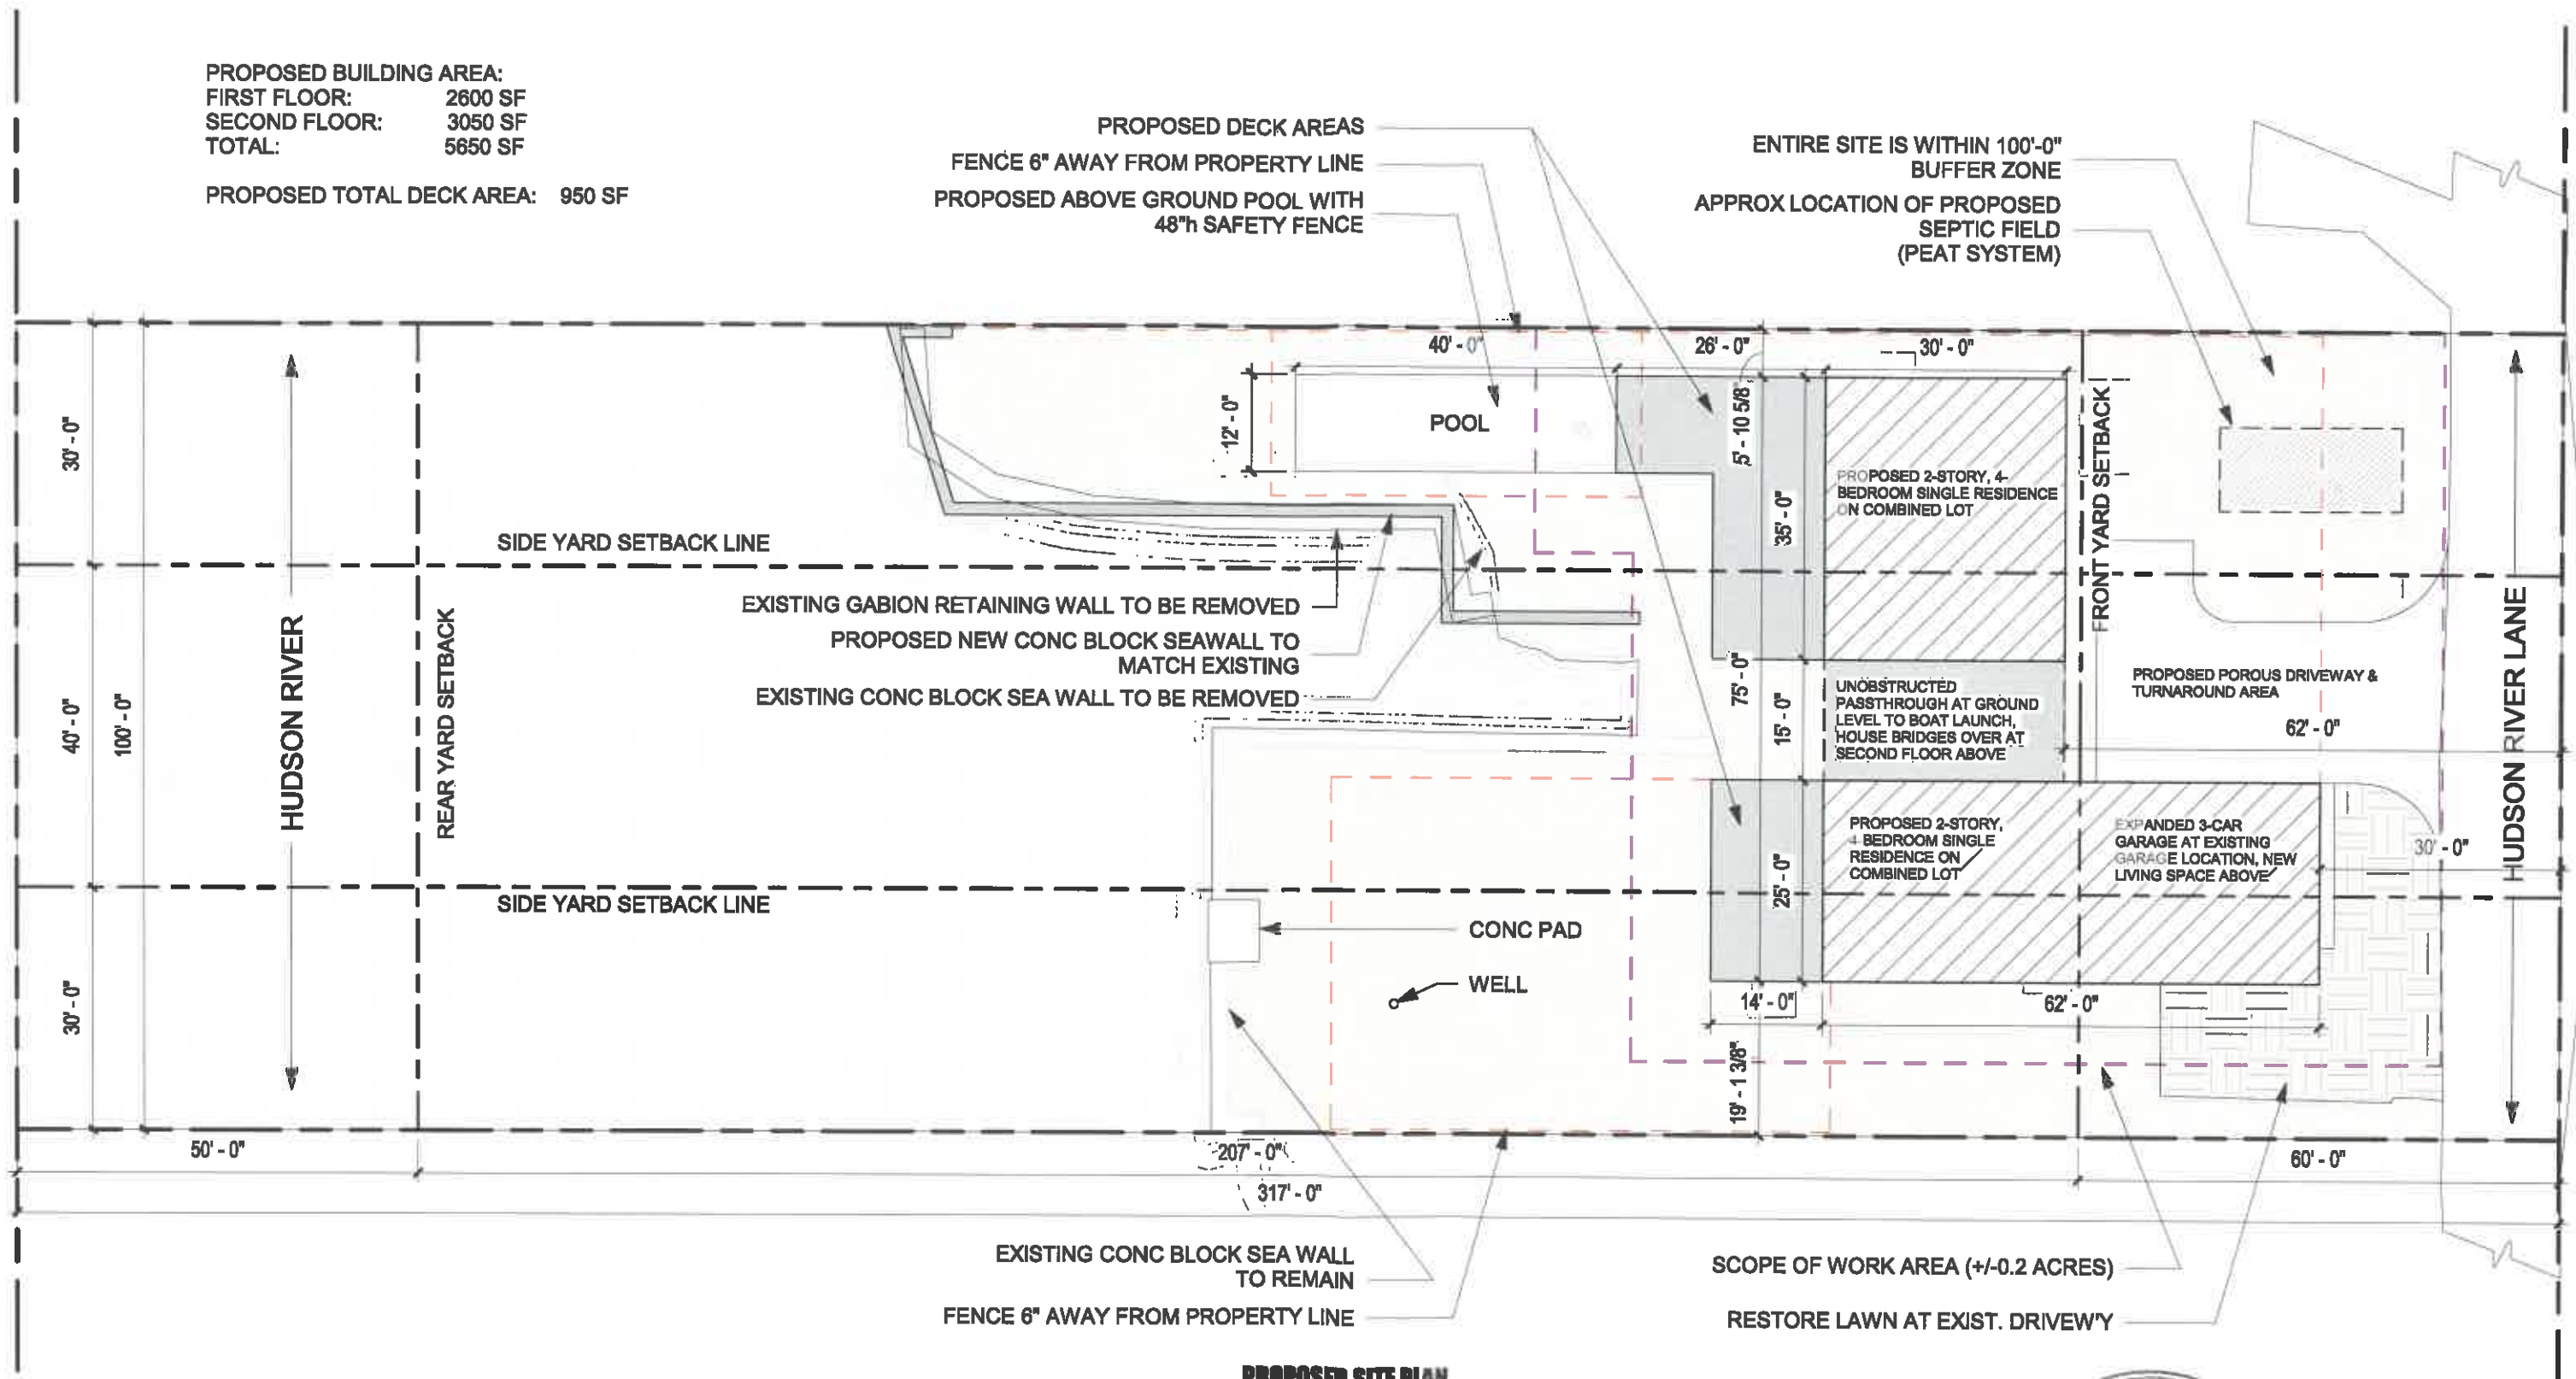 PROPOSED BUILDING AREA:
FIRST FLOOR: 2600 SF
SECOND FLOOR: 3050 SF
TOTAL: 5650 SF
PROPOSED TOTAL DECK AREA: 950 SF
PROPOSED DECK AREAS
FENCE 6" AWAY FROM PROPERTY LINE
PROPOSED ABOVE GROUND POOL WITH
48"h SAFETY FENCE
ENTIRE SITE IS WITHIN 100'-0"
BUFFER ZONE
APPROX LOCATION OF PROPOSED
SEPTIC FIELD
(PEAT SYSTEM)
40' - 0"
26' - 0"
30' - 0"
12' - 0"
POOL
5' - 10 5/8"
30' - 0"
40' - 0"
30' - 0"
100' - 0"
HUDSON RIVER
REAR YARD SETBACK
SIDE YARD SETBACK LINE
SIDE YARD SETBACK LINE
PROPOSED 2-STORY, 4-
BEDROOM SINGLE RESIDENCE
ON COMBINED LOT
FRONT YARD SETBACK
35' - 0"
75' - 0"
15' - 0"
25' - 0"
EXISTING GABION RETAINING WALL TO BE REMOVED
PROPOSED NEW CONC BLOCK SEAWALL TO
MATCH EXISTING
EXISTING CONC BLOCK SEA WALL TO BE REMOVED
UNOBSTRUCTED
PASSTHROUGH AT GROUND
LEVEL TO BOAT LAUNCH,
HOUSE BRIDGES OVER AT
SECOND FLOOR ABOVE
PROPOSED POROUS DRIVEWAY &
TURNAROUND AREA
62' - 0"
HUDSON RIVER LANE
PROPOSED 2-STORY,
4 BEDROOM SINGLE
RESIDENCE ON
COMBINED LOT
EXPANDED 3-CAR
GARAGE AT EXISTING
GARAGE LOCATION, NEW
LIVING SPACE ABOVE
30' - 0"
CONC PAD
WELL
14' - 0"
62' - 0"
19' - 1 3/8"
50' - 0"
207' - 0"
317' - 0"
60' - 0"
EXISTING CONC BLOCK SEA WALL
TO REMAIN
FENCE 6" AWAY FROM PROPERTY LINE
SCOPE OF WORK AREA (+/-0.2 ACRES)
RESTORE LAWN AT EXIST. DRIVEW'Y
PROPOSED SITE PLAN